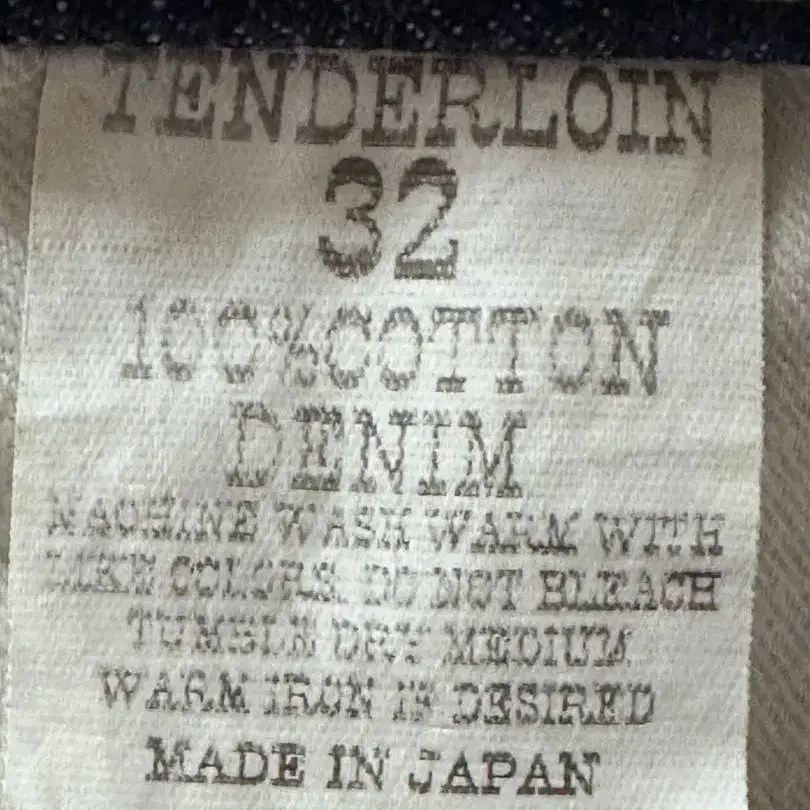 TENDERLOIN
32
100%COTTON
DENIM
MACHINE WASH WARM WITH
LIKE COLORS. DO NOT BLEACH
TUMBLE DRY MEDIUM
WARM IRON IF DESIRED
MADE IN JAPAN